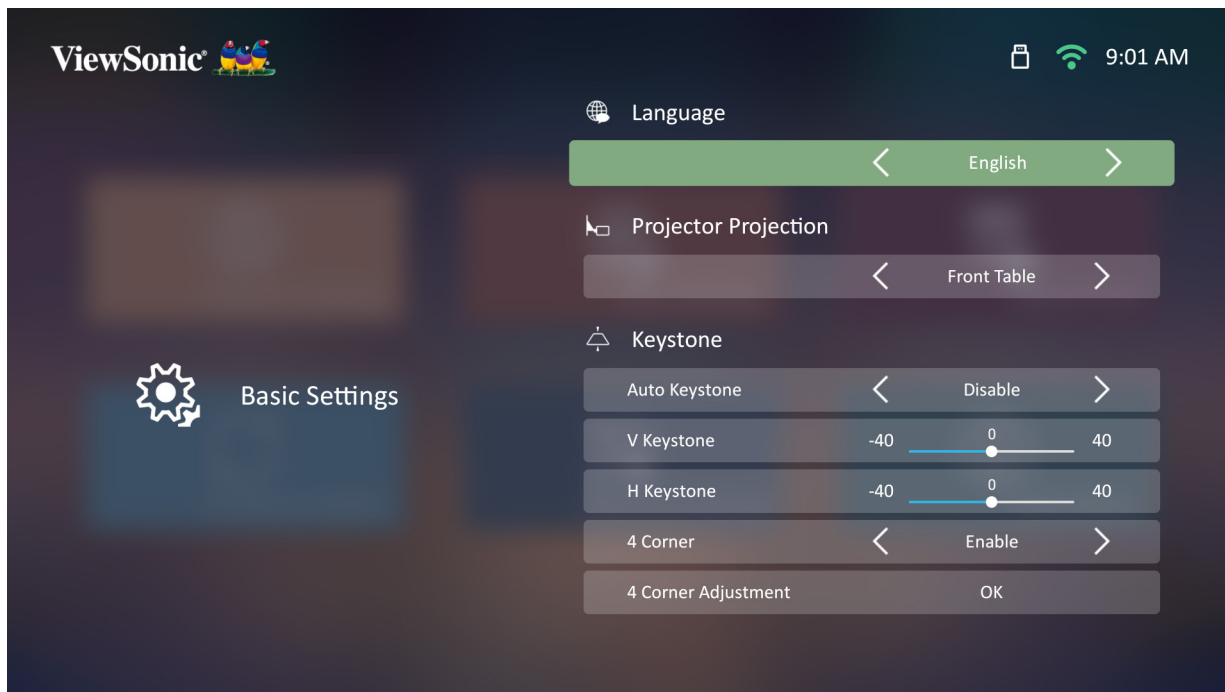 ViewSonic®
9:01 AM
Language
English
Projector Projection
Front Table
Keystone
Basic Settings
Auto Keystone Disable
V Keystone -40 0 40
H Keystone -40 0 40
4 Corner Enable
4 Corner Adjustment OK